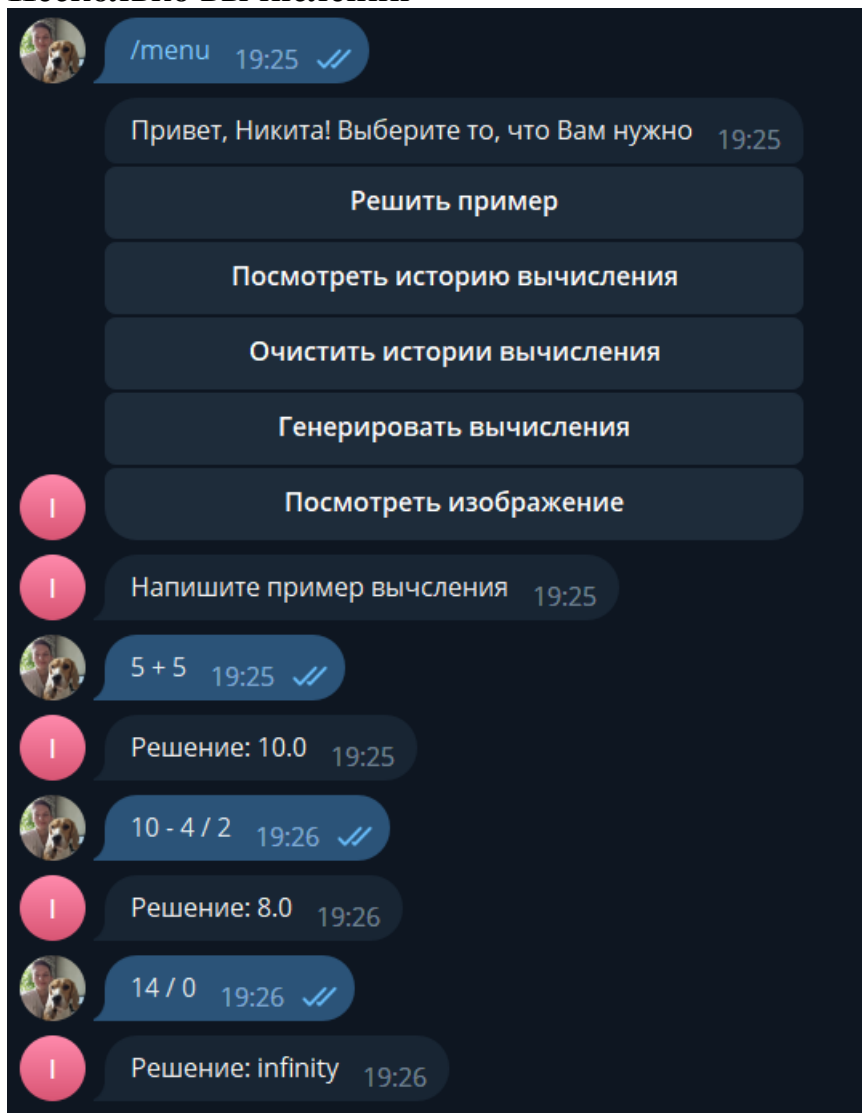 Несколько вычислений
/menu 19:25
Привет, Никита! Выберите то, что Вам нужно 19:25
Решить пример
Посмотреть историю вычисления
Очистить истории вычисления
Генерировать вычисления
Посмотреть изображение
I
I
Напишите пример вычсления 19:25
5 + 5 19:25
I
Решение: 10.0 19:25
10 - 4 / 2 19:26
I
Решение: 8.0 19:26
14 / 0 19:26
I
Решение: infinity 19:26